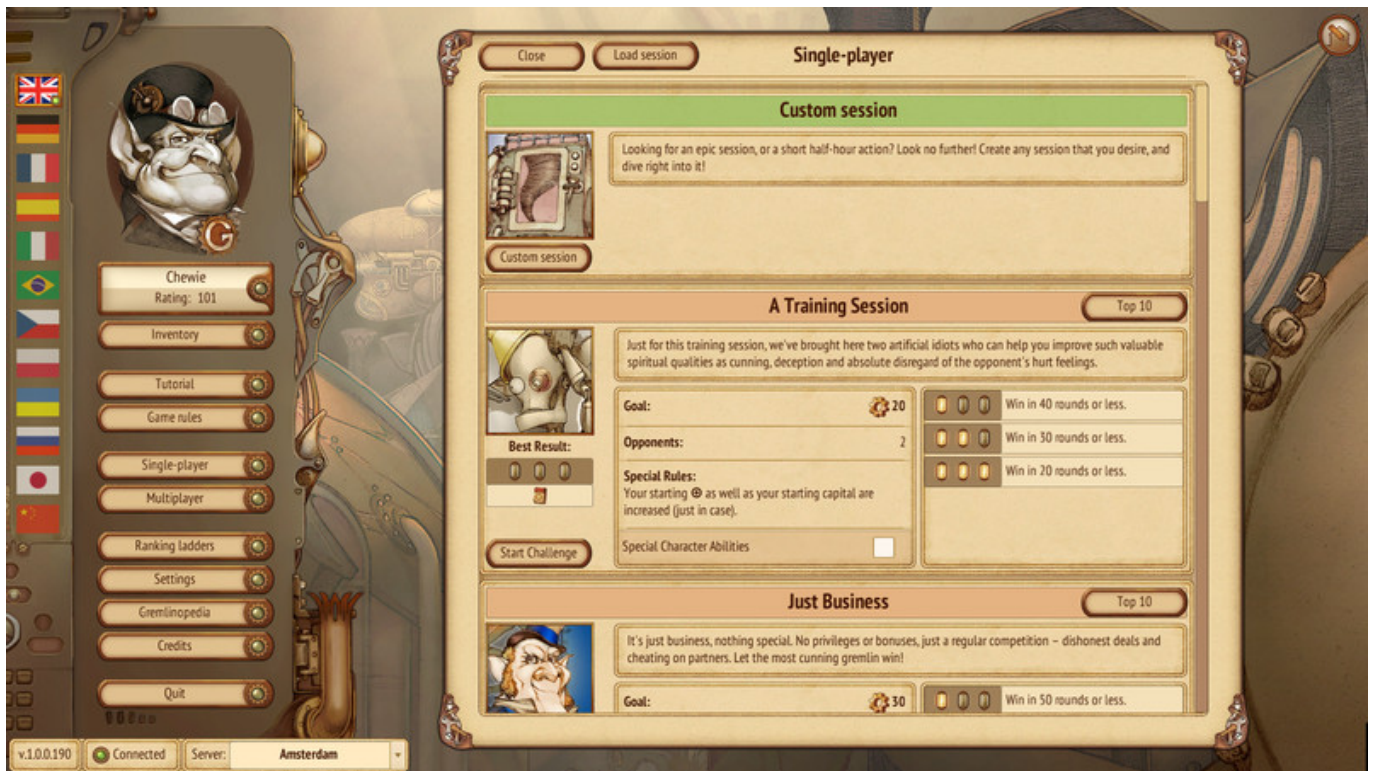 Chewie
Rating: 101
Inventory
Tutorial
Game rules
Single-player
Multiplayer
Ranking ladders
Settings
Gremlinopedia
Credits
Quit
v.1.0.0.190
Connected
Server:
Amsterdam
Close
Load session
Single-player
Custom session
Looking for an epic session, or a short half-hour action? Look no further! Create any session that you desire, and
dive right into it!
Custom session
A Training Session
Top 10
Just for this training session, we've brought here two artificial idiots who can help you improve such valuable
spiritual qualities as cunning, deception and absolute disregard of the opponent's hurt feelings.
Best Result:
Start Challenge
Goal: 20
Opponents: 2
Special Rules:
Your starting ⊕ as well as your starting capital are
increased (just in case).
Special Character Abilities
Win in 40 rounds or less.
Win in 30 rounds or less.
Win in 20 rounds or less.
Just Business
Top 10
It's just business, nothing special. No privileges or bonuses, just a regular competition – dishonest deals and
cheating on partners. Let the most cunning gremlin win!
Goal: 30
Win in 50 rounds or less.